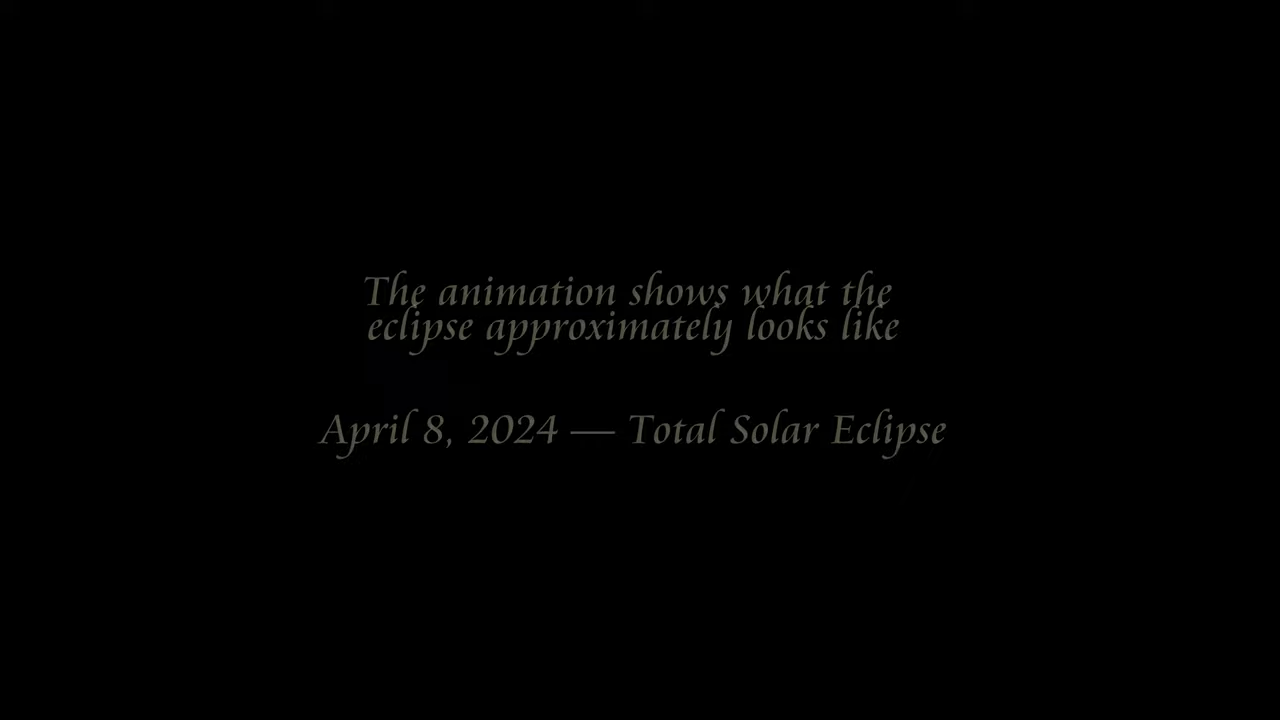 The animation shows what the
eclipse approximately looks like
April 8, 2024 — Total Solar Eclipse